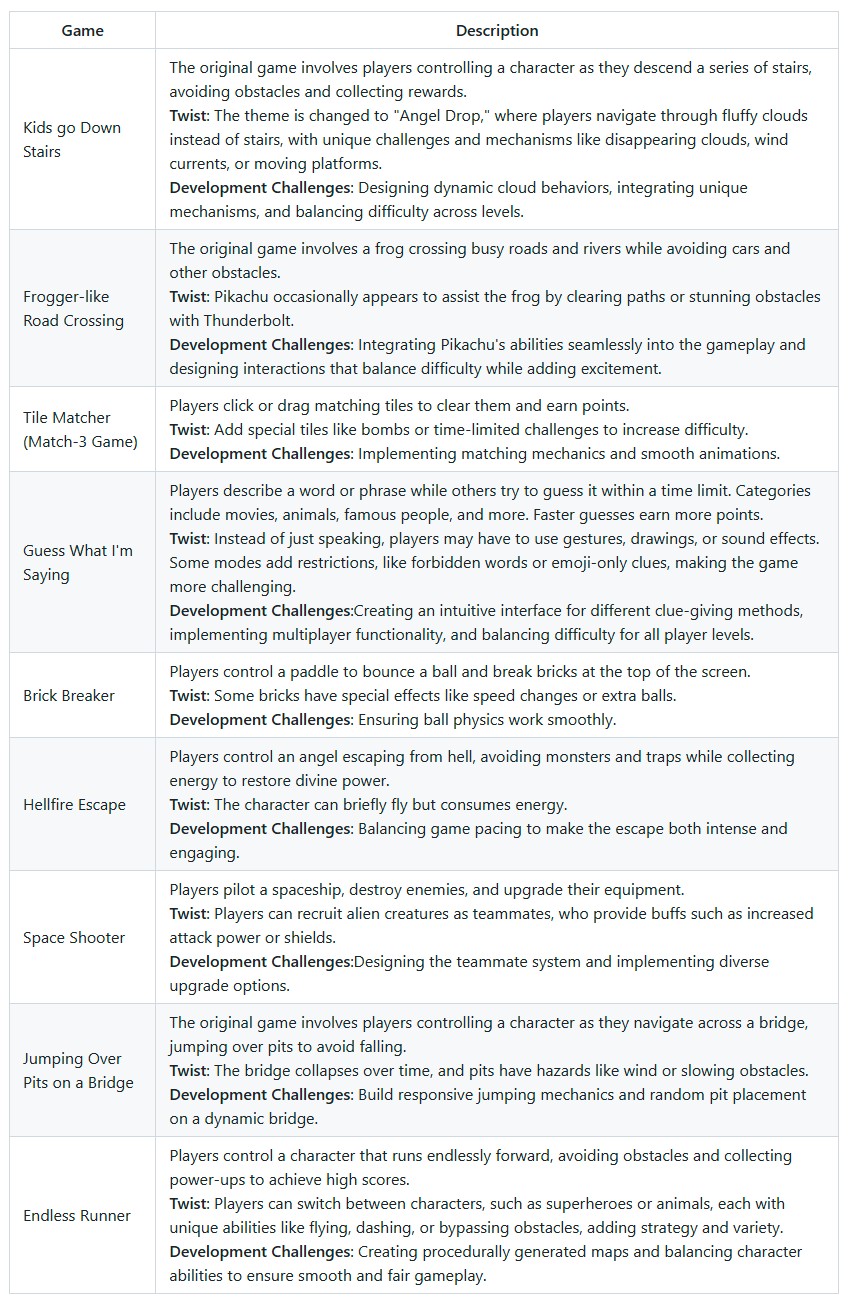 Game
Description
Kids go Down
Stairs
The original game involves players controlling a character as they descend a series of stairs,
avoiding obstacles and collecting rewards.
Twist: The theme is changed to "Angel Drop," where players navigate through fluffy clouds
instead of stairs, with unique challenges and mechanisms like disappearing clouds, wind
currents, or moving platforms.
Development Challenges: Designing dynamic cloud behaviors, integrating unique
mechanisms, and balancing difficulty across levels.
Frogger-like
Road Crossing
The original game involves a frog crossing busy roads and rivers while avoiding cars and
other obstacles.
Twist: Pikachu occasionally appears to assist the frog by clearing paths or stunning obstacles
with Thunderbolt.
Development Challenges: Integrating Pikachu's abilities seamlessly into the gameplay and
designing interactions that balance difficulty while adding excitement.
Tile Matcher
(Match-3 Game)
Players click or drag matching tiles to clear them and earn points.
Twist: Add special tiles like bombs or time-limited challenges to increase difficulty.
Development Challenges: Implementing matching mechanics and smooth animations.
Guess What I'm
Saying
Players describe a word or phrase while others try to guess it within a time limit. Categories
include movies, animals, famous people, and more. Faster guesses earn more points.
Twist: Instead of just speaking, players may have to use gestures, drawings, or sound effects.
Some modes add restrictions, like forbidden words or emoji-only clues, making the game
more challenging.
Development Challenges:Creating an intuitive interface for different clue-giving methods,
implementing multiplayer functionality, and balancing difficulty for all player levels.
Brick Breaker
Players control a paddle to bounce a ball and break bricks at the top of the screen.
Twist: Some bricks have special effects like speed changes or extra balls.
Development Challenges: Ensuring ball physics work smoothly.
Hellfire Escape
Players control an angel escaping from hell, avoiding monsters and traps while collecting
energy to restore divine power.
Twist: The character can briefly fly but consumes energy.
Development Challenges: Balancing game pacing to make the escape both intense and
engaging.
Space Shooter
Players pilot a spaceship, destroy enemies, and upgrade their equipment.
Twist: Players can recruit alien creatures as teammates, who provide buffs such as increased
attack power or shields.
Development Challenges:Designing the teammate system and implementing diverse
upgrade options.
Jumping Over
Pits on a Bridge
The original game involves players controlling a character as they navigate across a bridge,
jumping over pits to avoid falling.
Twist: The bridge collapses over time, and pits have hazards like wind or slowing obstacles.
Development Challenges: Build responsive jumping mechanics and random pit placement
on a dynamic bridge.
Endless Runner
Players control a character that runs endlessly forward, avoiding obstacles and collecting
power-ups to achieve high scores.
Twist: Players can switch between characters, such as superheroes or animals, each with
unique abilities like flying, dashing, or bypassing obstacles, adding strategy and variety.
Development Challenges: Creating procedurally generated maps and balancing character
abilities to ensure smooth and fair gameplay.